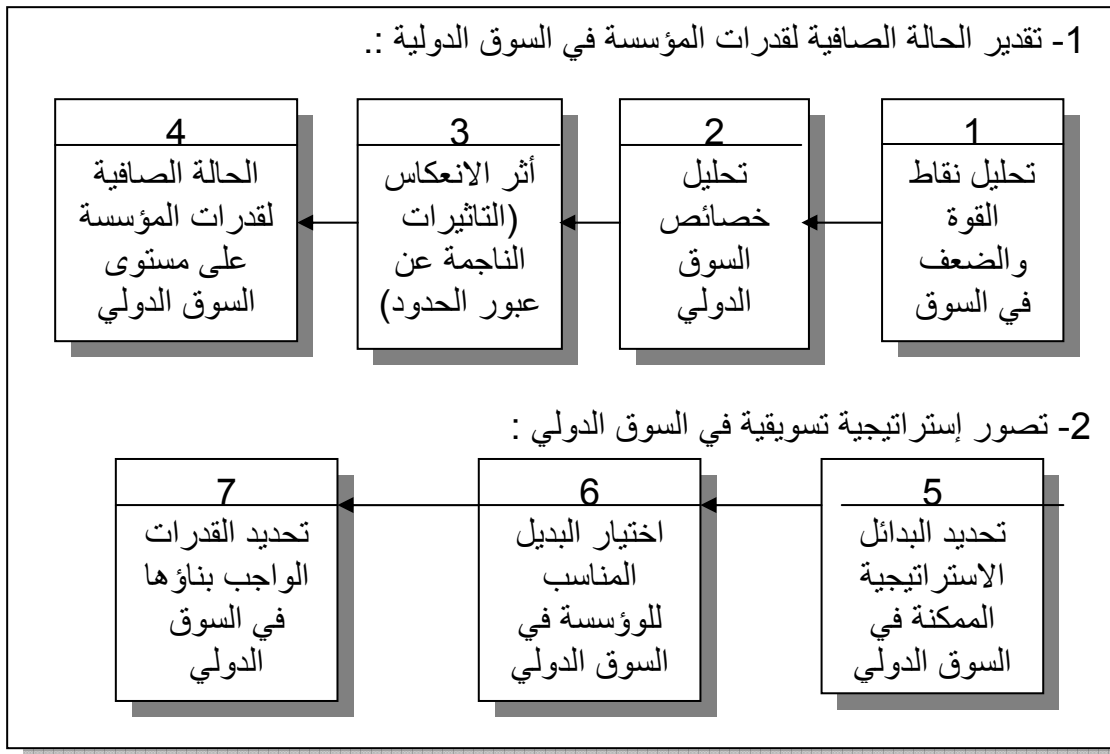 1- تقدير الحالة الصافية لقدرات المؤسسة في السوق الدولية :.
1
تحليل نقاط
القوة
والضعف
في السوق
2
تحليل
خصائص
السوق
الدولي
3
أثر الانعكاس
(التاثيرات
الناجمة عن
عبور الحدود)
4
الحالة الصافية
لقدرات المؤسسة
على مستوى
السوق الدولي
2- تصور إستراتيجية تسويقية في السوق الدولي :
5
تحديد البدائل
الاستراتيجية
الممكنة في
السوق الدولي
6
اختيار البديل
المناسب
للوؤسسة في
السوق الدولي
7
تحديد القدرات
الواجب بناؤها
في السوق
الدولي